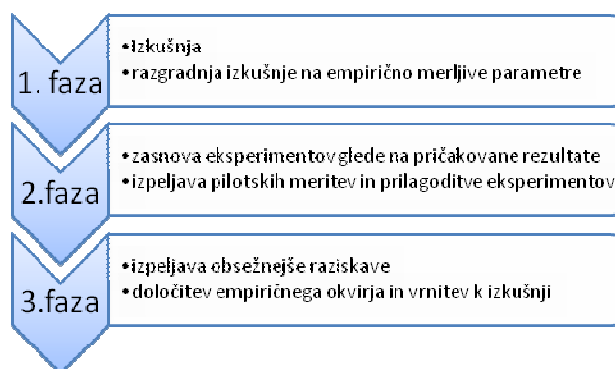 1. faza
•Izkušnja
•razgradnja izkušnje na empirično merljive parametre
2.faza
•zasnova eksperimentov glede na pričakovane rezultate
•izpeljava pilotskih meritev in prilagoditve eksperimentov
3.faza
•izpeljava obsežnejše raziskave
•določitev empiričnega okvirja in vrnitev k izkušnji